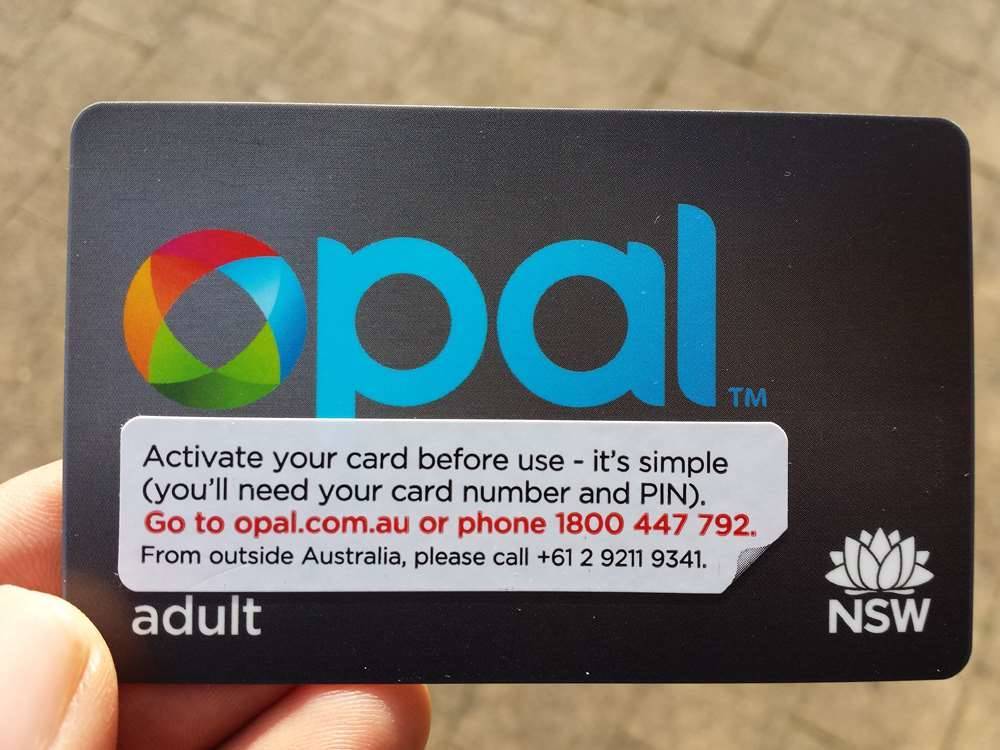 opal™
Activate your card before use - it's simple
(you'll need your card number and PIN).
Go to opal.com.au or phone 1800 447 792.
From outside Australia, please call +61 2 9211 9341.
adult
NSW